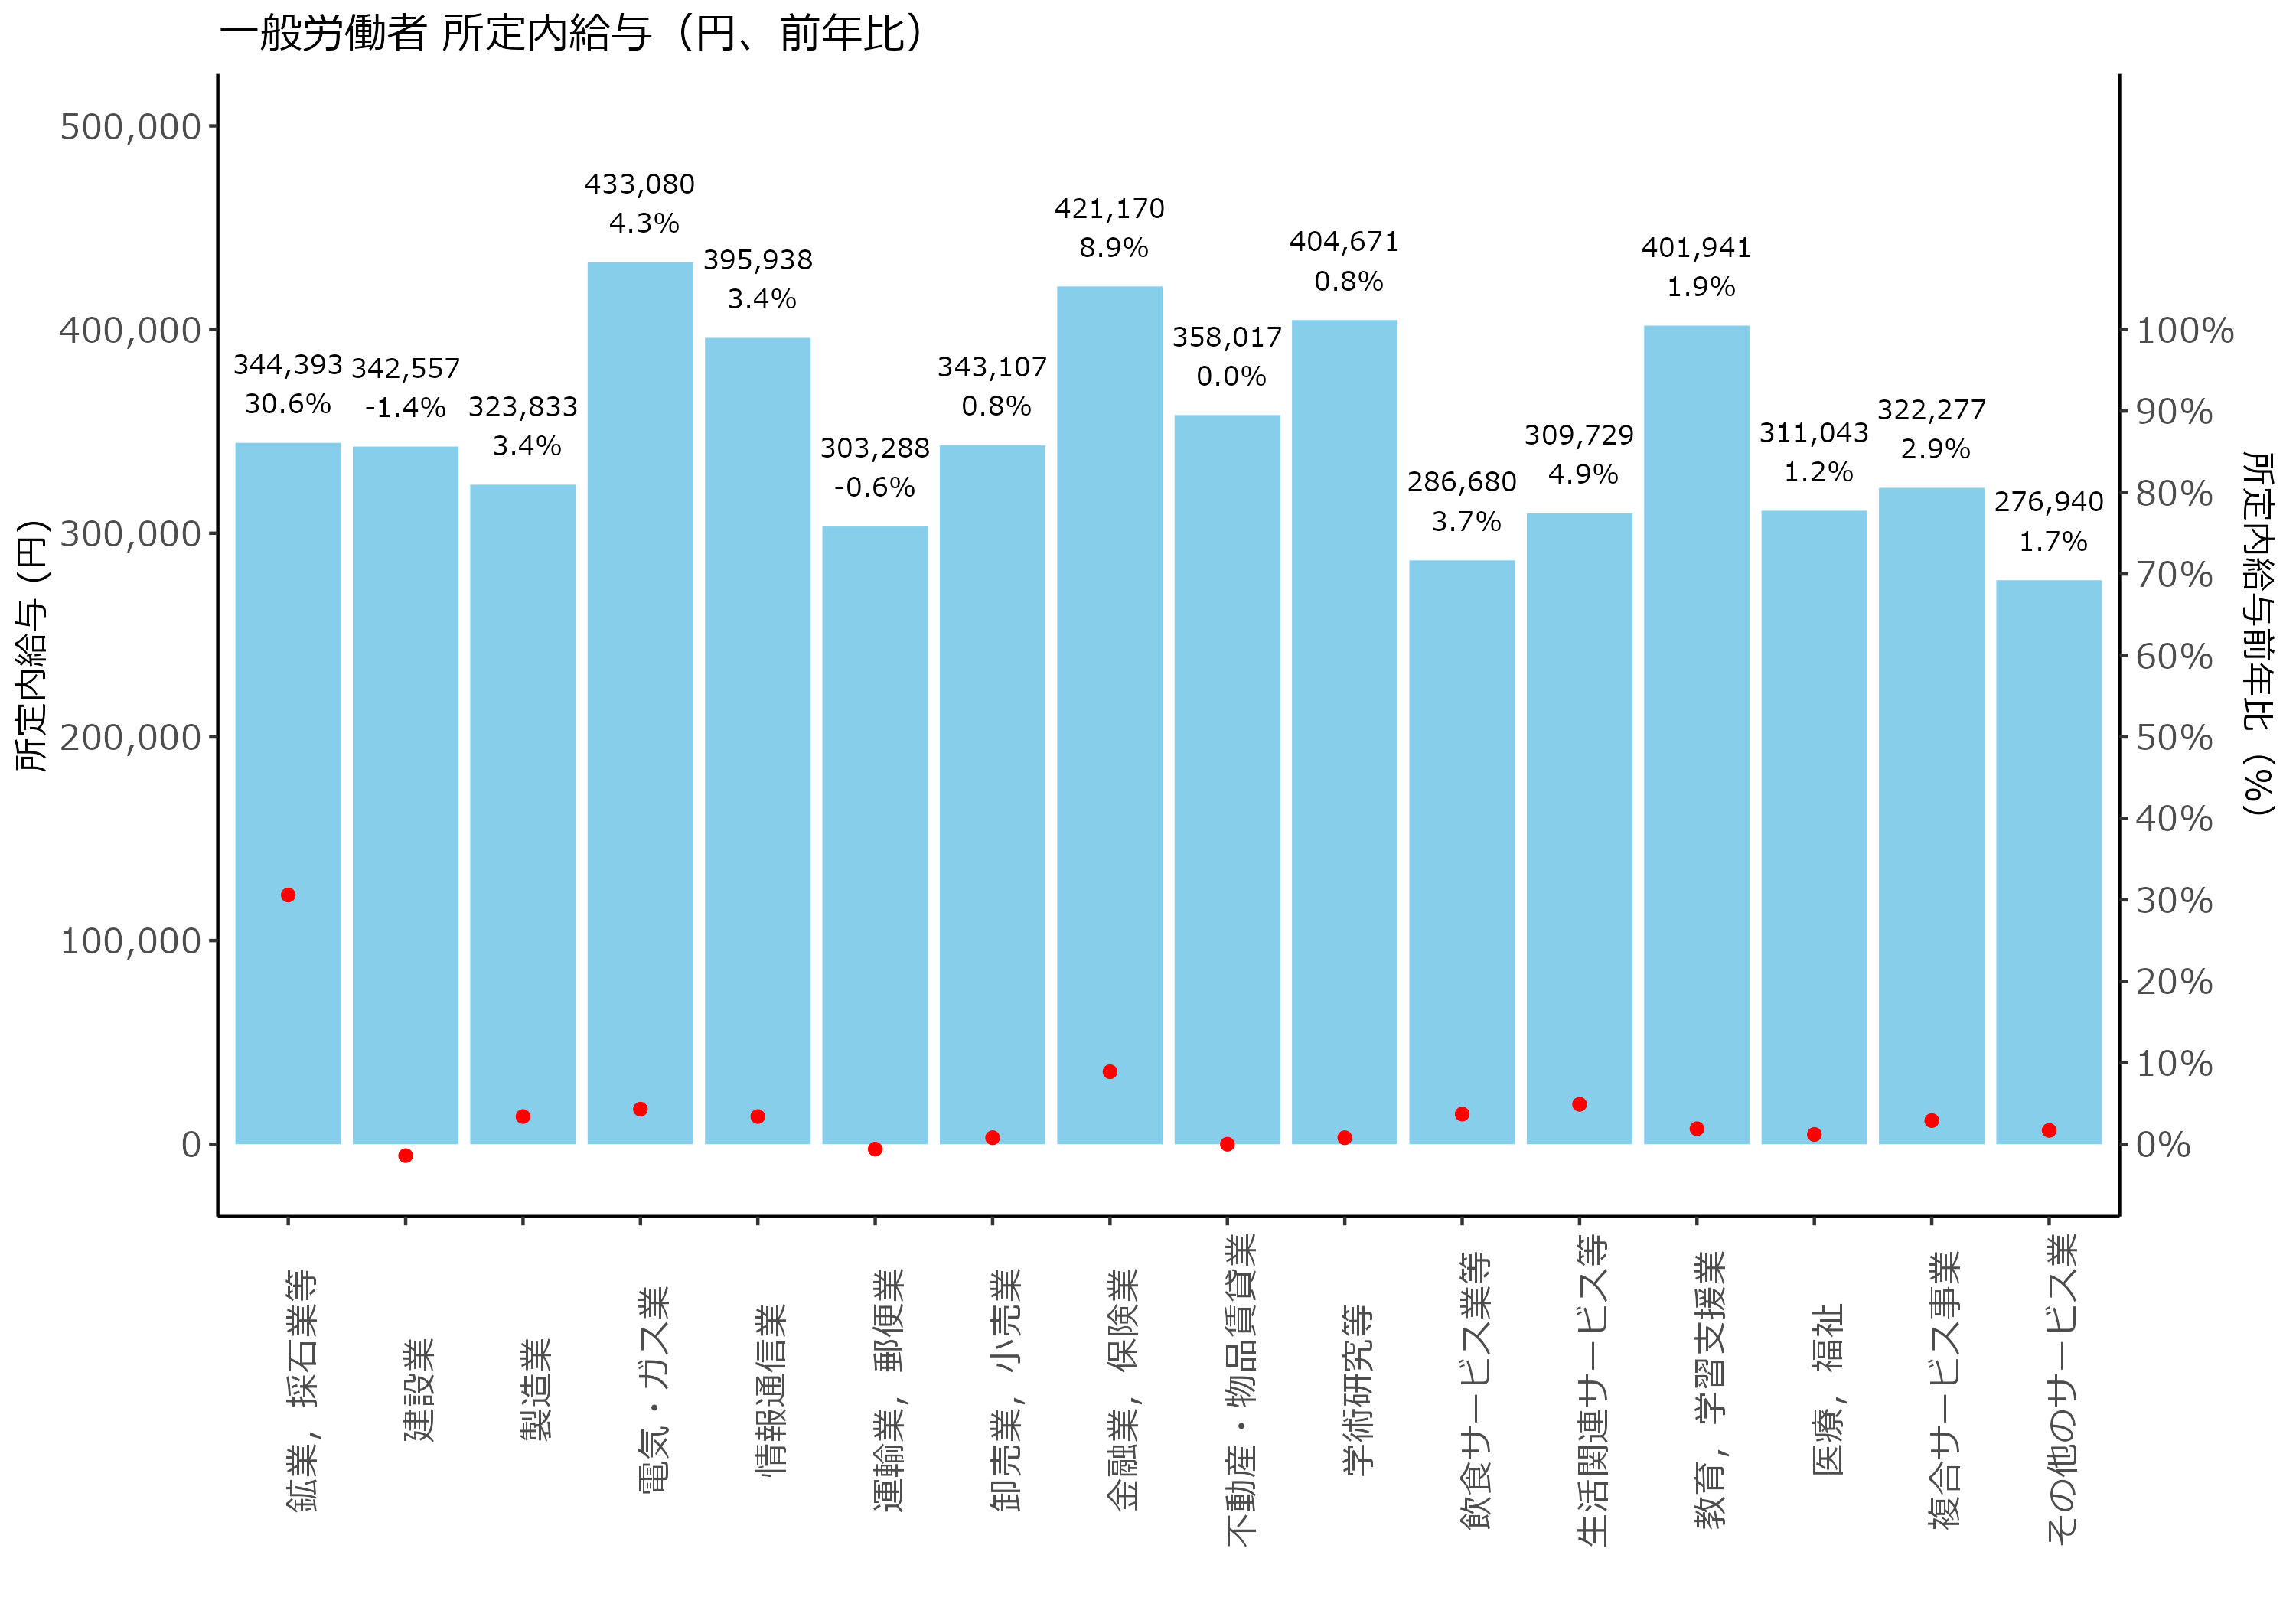 一般労働者 所定内給与（円、前年比）
所定内給与 (円)
500,000
400,000
300,000
200,000
100,000
0
344,393
30.6%
342,557
-1.4%
323,833
3.4%
433,080
4.3%
395,938
3.4%
303,288
-0.6%
343,107
0.8%
421,170
8.9%
358,017
0.0%
404,671
0.8%
286,680
3.7%
309,729
4.9%
401,941
1.9%
311,043
1.2%
322,277
2.9%
276,940
1.7%
100%
90%
80%
70%
60%
50%
40%
30%
20%
10%
0%
所定内給与前年比（%）
鉱業，採石業等
建設業
製造業
電気・ガス業
情報通信業
運輸業，郵便業
卸売業，小売業
金融業，保険業
不動産・物品賃貸業
学術研究等
飲食サービス業等
生活関連サービス等
教育，学習支援業
医療，福祉
複合サービス事業
その他のサービス業